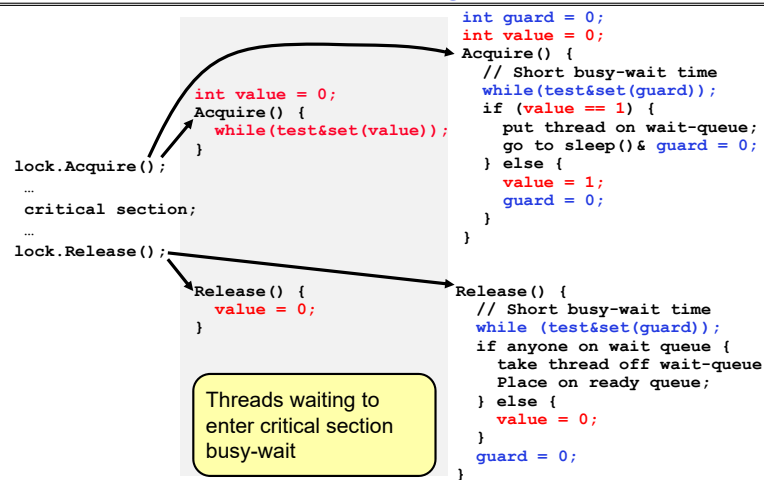 int guard = 0;
int value = 0;
Acquire() {
// Short busy-wait time
while(test&set(guard));
if (value == 1) {
put thread on wait-queue;
go to sleep()& guard = 0;
} else {
value = 1;
guard = 0;
}
}
int value = 0;
Acquire() {
while(test&set(value));
}
lock.Acquire();
…
critical section;
…
lock.Release();
Release() {
value = 0;
}
Release() {
// Short busy-wait time
while (test&set(guard));
if anyone on wait queue {
take thread off wait-queue
Place on ready queue;
} else {
value = 0;
}
guard = 0;
}
Threads waiting to
enter critical section
busy-wait